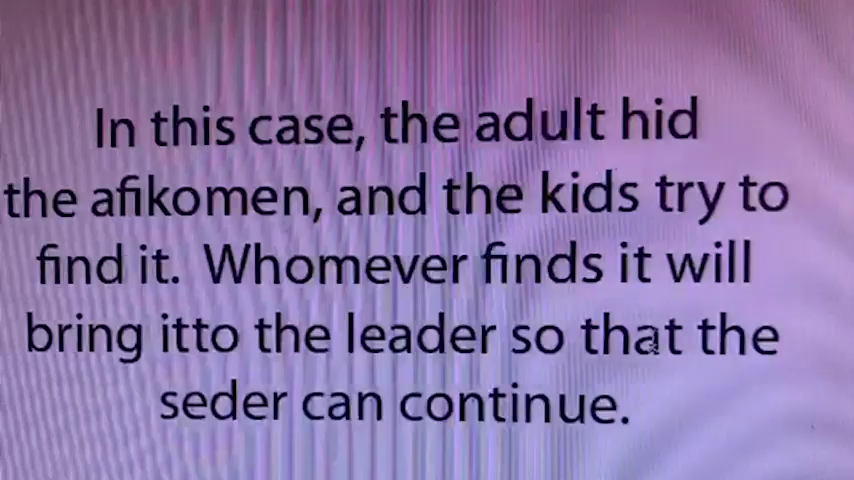 In this case, the adult hid
the afikomen, and the kids try to
find it.  Whomever finds it will
bring itto the leader so that the
seder can continue.